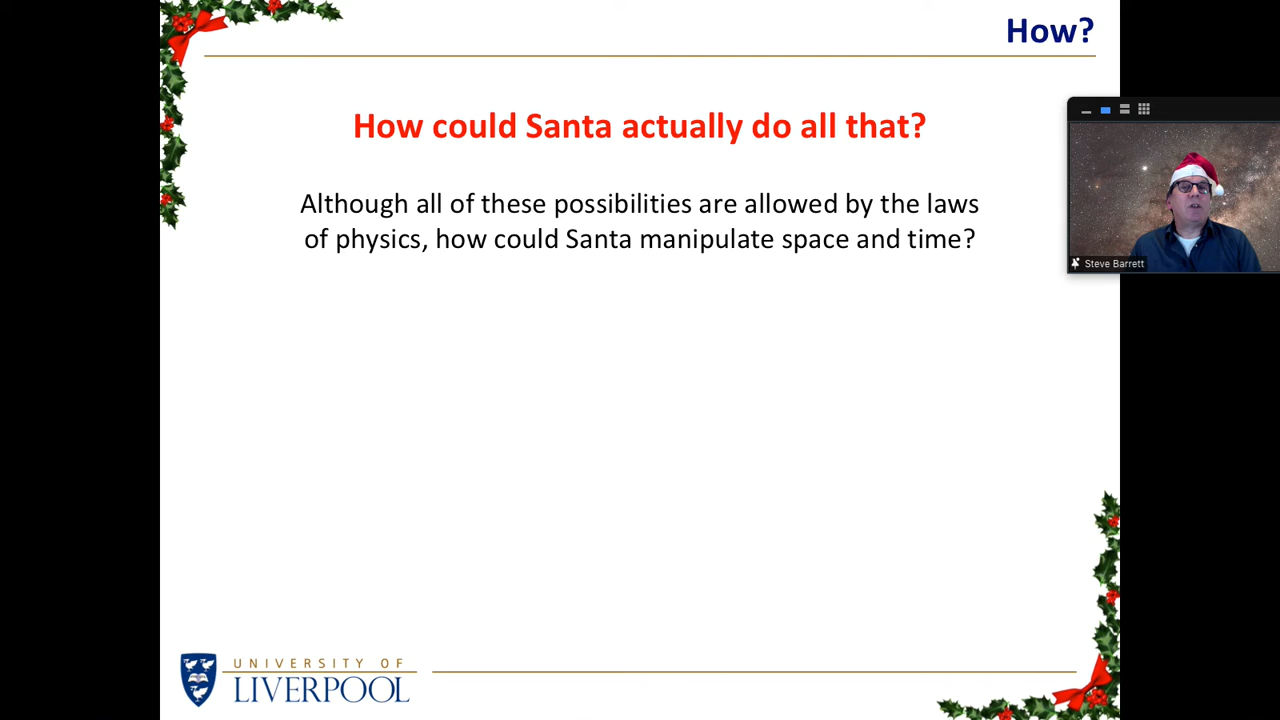 How?
How could Santa actually do all that?
Although all of these possibilities are allowed by the laws
of physics, how could Santa manipulate space and time?
Steve Barrett
UNIVERSITY OF
LIVERPOOL